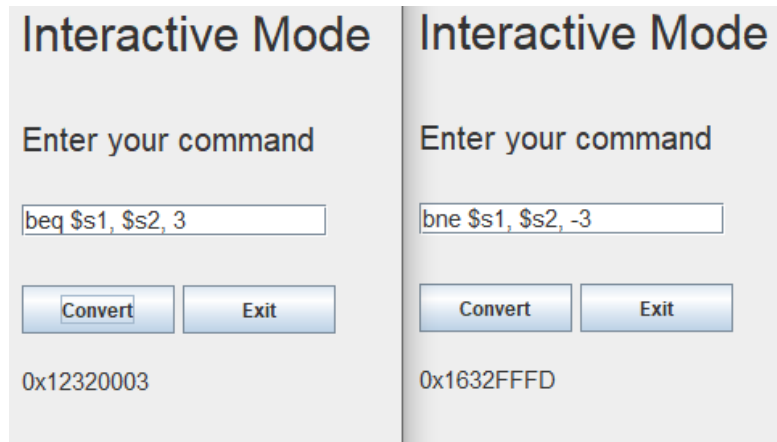 Interactive Mode
Enter your command
beq $s1, $s2, 3
Convert Exit
0x12320003
Interactive Mode
Enter your command
bne $s1, $s2, -3
Convert Exit
0x1632FFFD